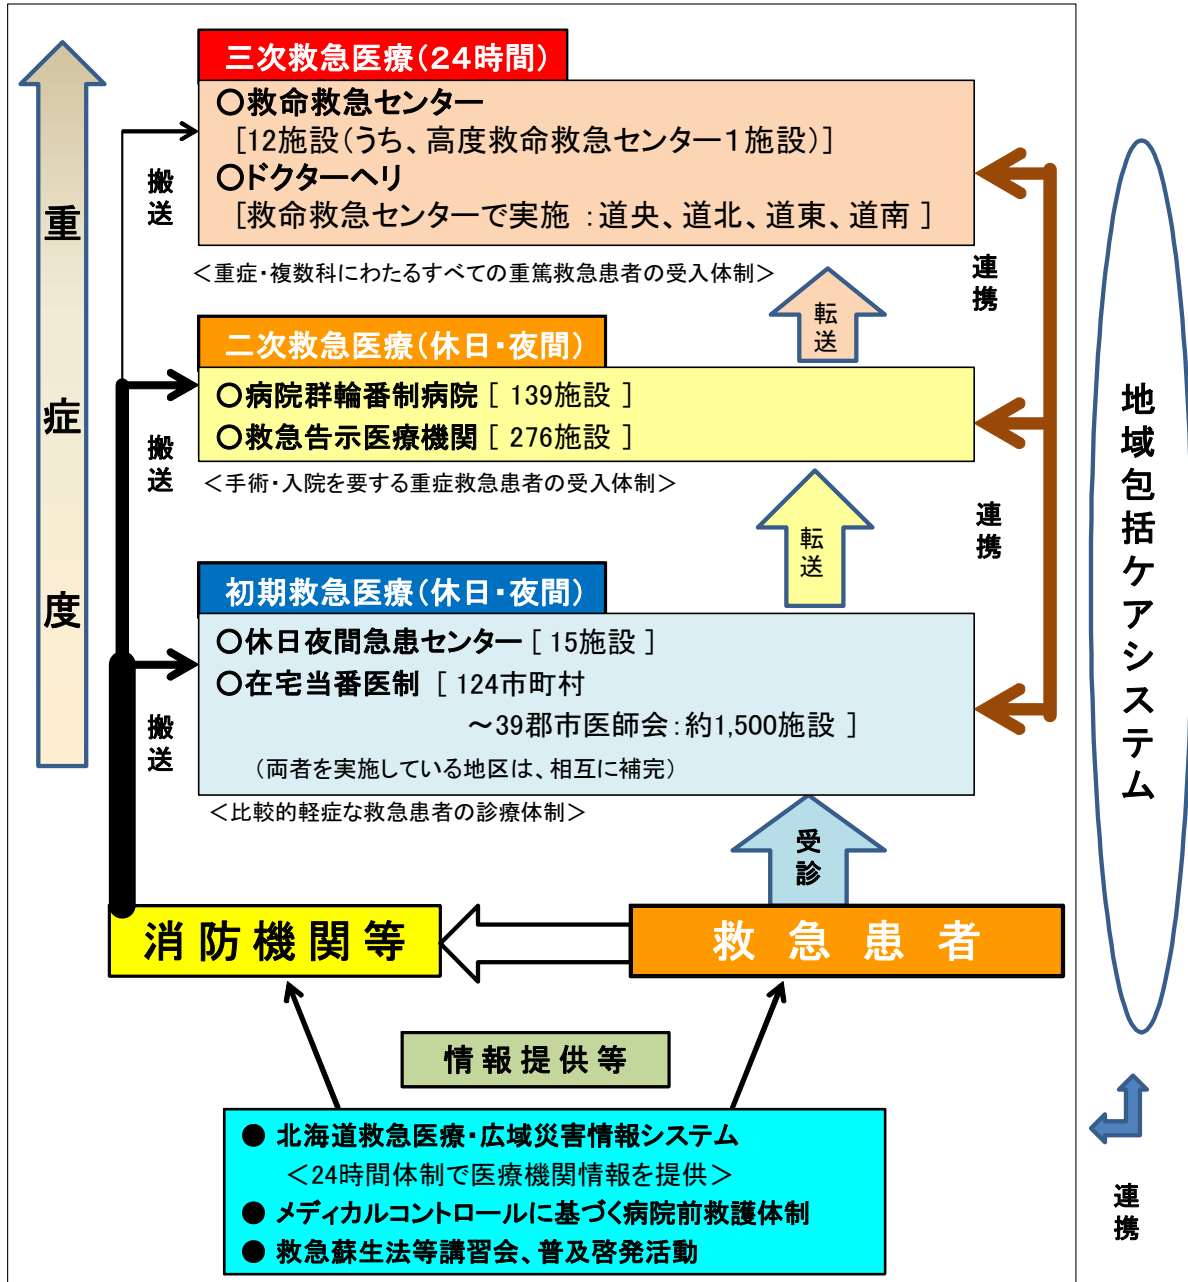 三次救急医療(24時間)
○救命救急センター
[12施設(うち、高度救命救急センター1施設)]
○ドクターヘリ
[救命救急センターで実施 : 道央、道北、道東、道南 ]
＜重症・複数科にわたるすべての重篤救急患者の受入体制＞
搬送
連携
転送
重症度
二次救急医療(休日・夜間)
○病院群輪番制病院 [ 139施設 ]
○救急告示医療機関 [ 276施設 ]
＜手術・入院を要する重症救急患者の受入体制＞
搬送
連携
転送
初期救急医療(休日・夜間)
○休日夜間急患センター [ 15施設 ]
○在宅当番医制 [ 124市町村
～39郡市医師会：約1,500施設 ]
(両者を実施している地区は、相互に補完)
＜比較的軽症な救急患者の診療体制＞
搬送
受診
地域包括ケアシステム
消防機関等
救急患者
情報提供等
● 北海道救急医療・広域災害情報システム
＜24時間体制で医療機関情報を提供＞
● メディカルコントロールに基づく病院前救護体制
● 救急蘇生法等講習会、普及啓発活動
連携